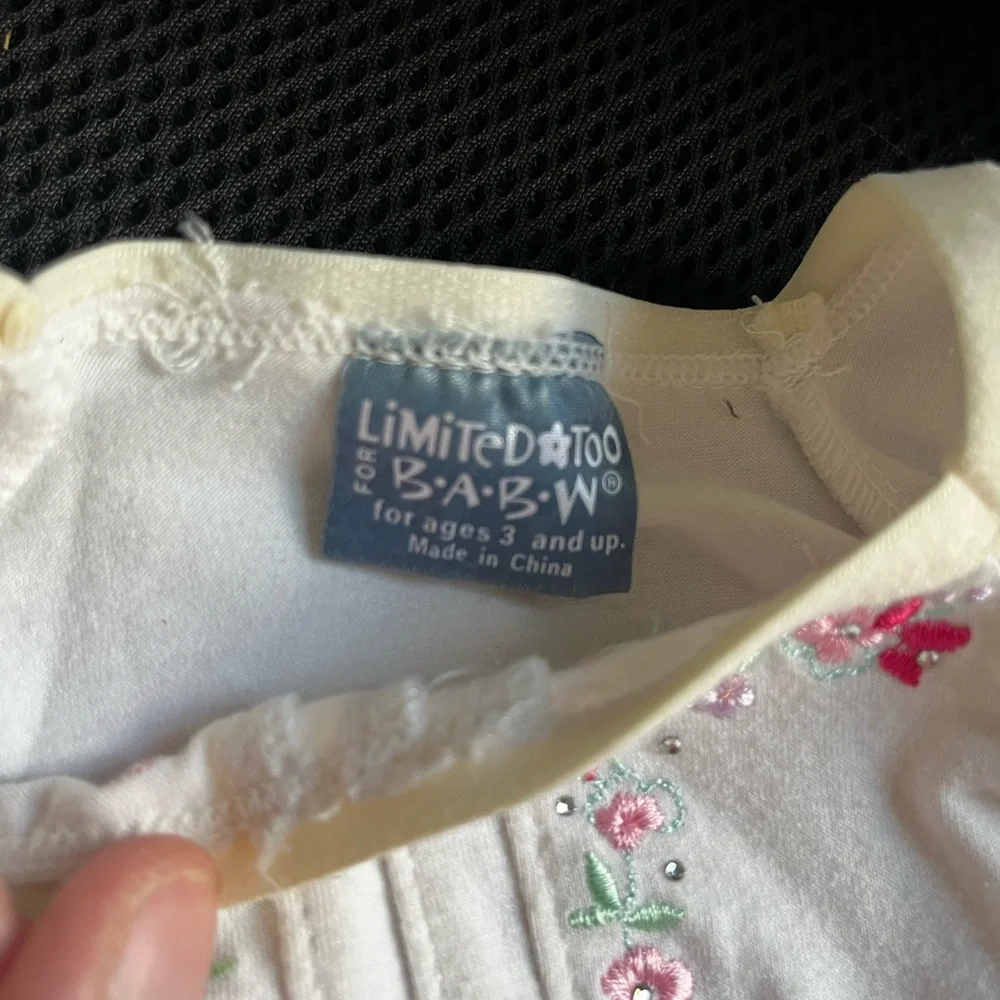 LiMiTeD☆Too
FOR B·A·B·W®
for ages 3 and up.
Made in China